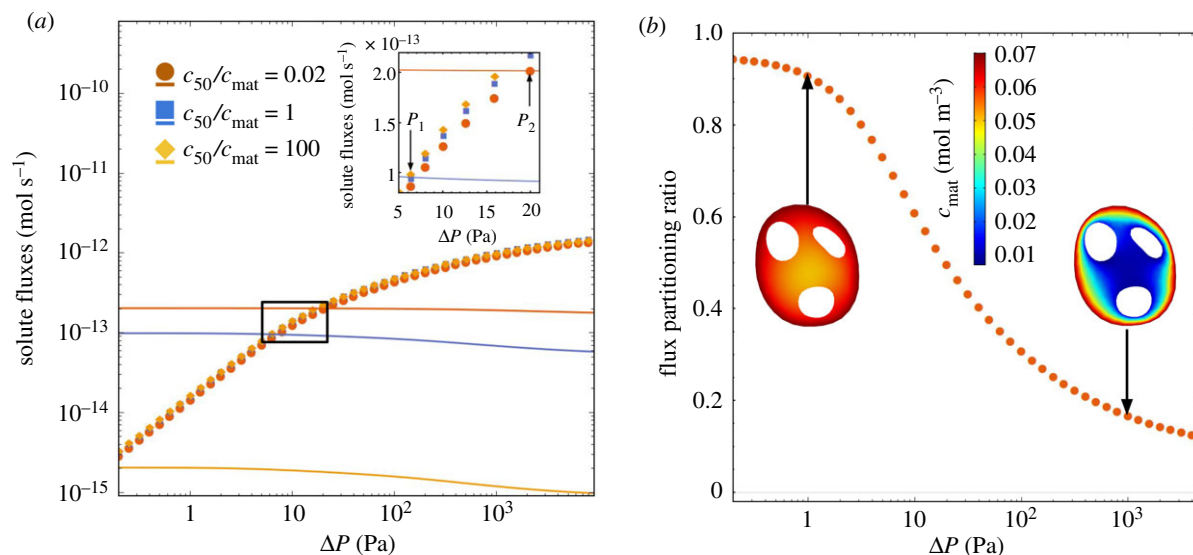 (a)
solute fluxes (mol s⁻¹)
10⁻¹⁰
10⁻¹¹
10⁻¹²
10⁻¹³
10⁻¹⁴
10⁻¹⁵
c₅₀/c_mat = 0.02
c₅₀/c_mat = 1
c₅₀/c_mat = 100
× 10⁻¹³
solute fluxes (mol s⁻¹)
2.0
1.5
1
P₁
P₂
5 10 15 20
ΔP (Pa)
1 10 10² 10³
ΔP (Pa)
(b)
flux partitioning ratio
1.0
0.8
0.6
0.4
0.2
0
c_mat (mol m⁻³)
0.07
0.06
0.05
0.04
0.03
0.02
0.01
1 10 10² 10³
ΔP (Pa)